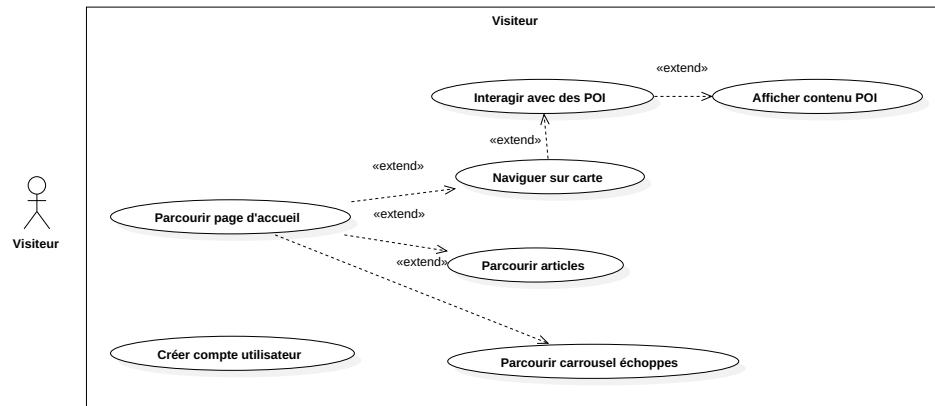 Visiteur
«extend»
Interagir avec des POI
Afficher contenu POI
«extend»
«extend»
Naviguer sur carte
Parcourir page d'accueil
«extend»
Visiteur
«extend»
Parcourir articles
Créer compte utilisateur
Parcourir carrousel échoppes